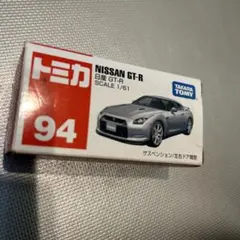 トミカ
NISSAN GT-R
日産 GT-R
SCALE 1/61
TAKARA
TOMY
94
サスペンション/左右ドア開閉